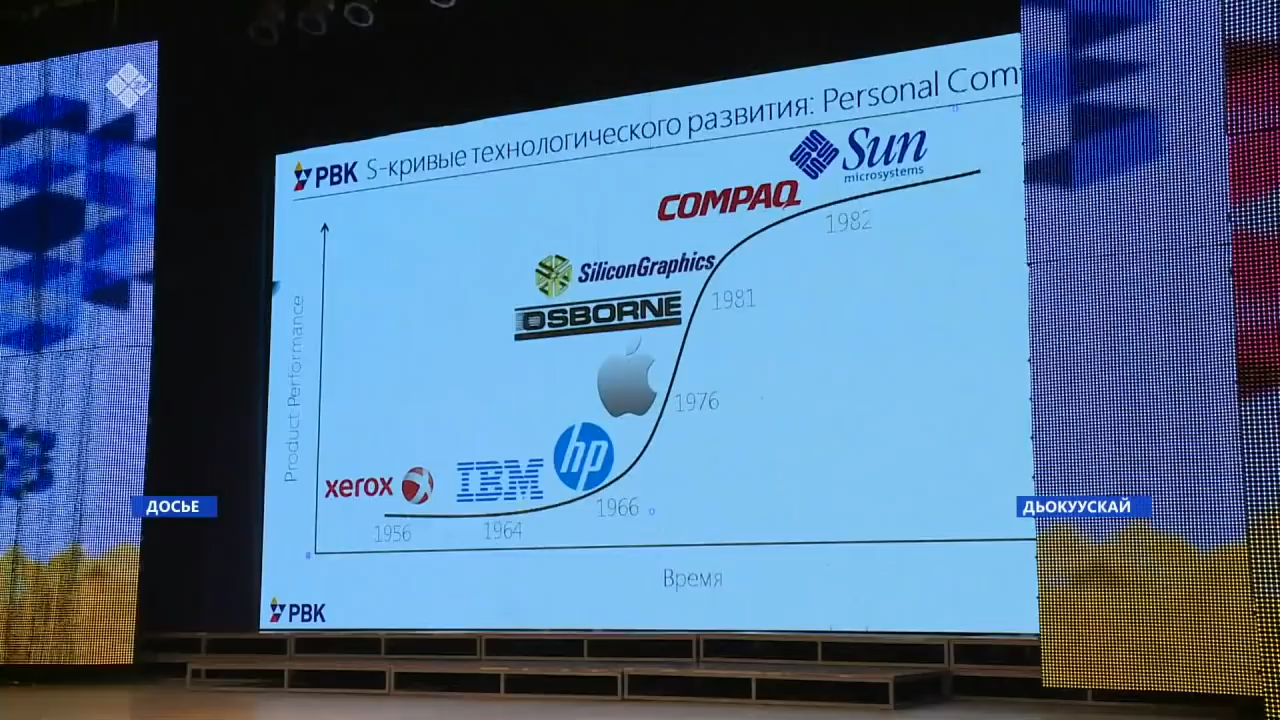 РВК S-кривые технологического развития: Personal Com
Sun
microsystems
COMPAQ
1982
SiliconGraphics
1981
OSBORNE
1976
Product Performance
hp
xerox
IBM
1966
1964
1956
ДОСЬЕ
ДЬОКУУСКАЙ
Время
РВК